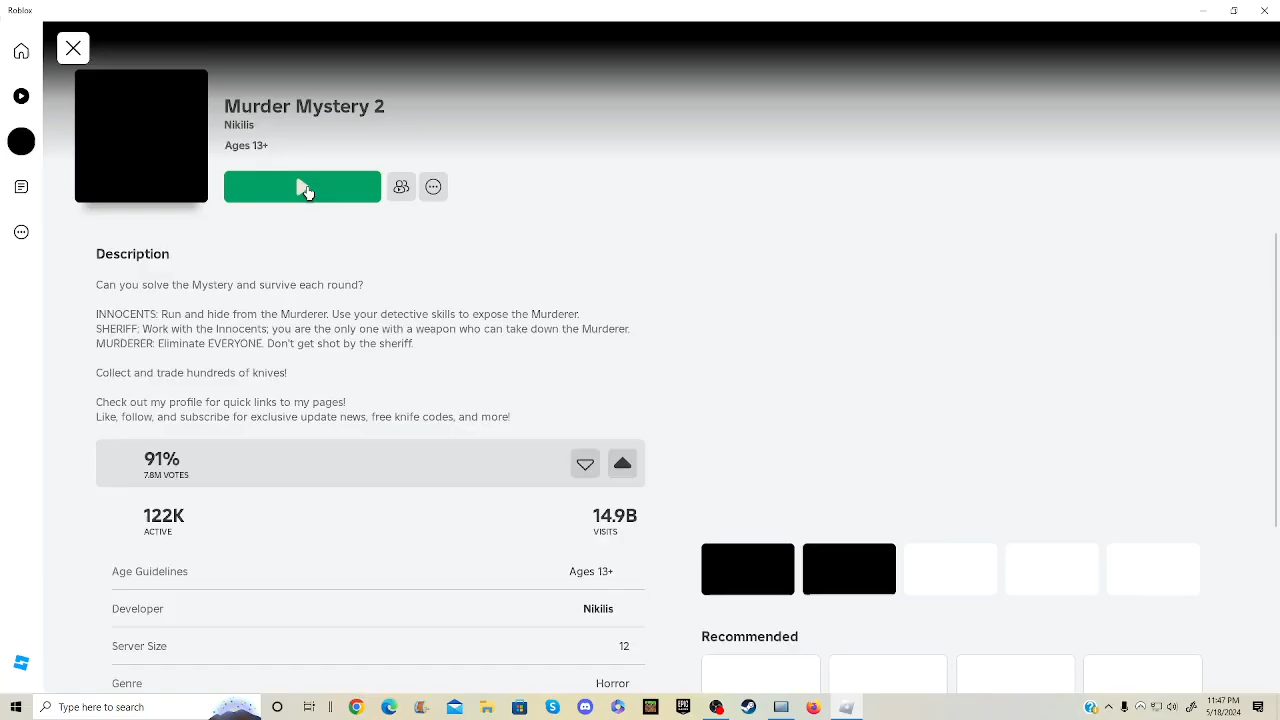 Roblox
Murder Mystery 2
Nikilis
Ages 13+
Description
Can you solve the Mystery and survive each round?
INNOCENTS: Run and hide from the Murderer. Use your detective skills to expose the Murderer.
SHERIFF: Work with the Innocents; you are the only one with a weapon who can take down the Murderer.
MURDERER: Eliminate EVERYONE. Don't get shot by the sheriff.
Collect and trade hundreds of knives!
Check out my profile for quick links to my pages!
Like, follow, and subscribe for exclusive update news, free knife codes, and more!
91%
7.8M VOTES
122K
ACTIVE
14.9B
VISITS
Age Guidelines
Ages 13+
Developer
Nikilis
Server Size
12
Genre
Horror
Recommended
Type here to search
EPIC
11:47 PM
5/18/2024